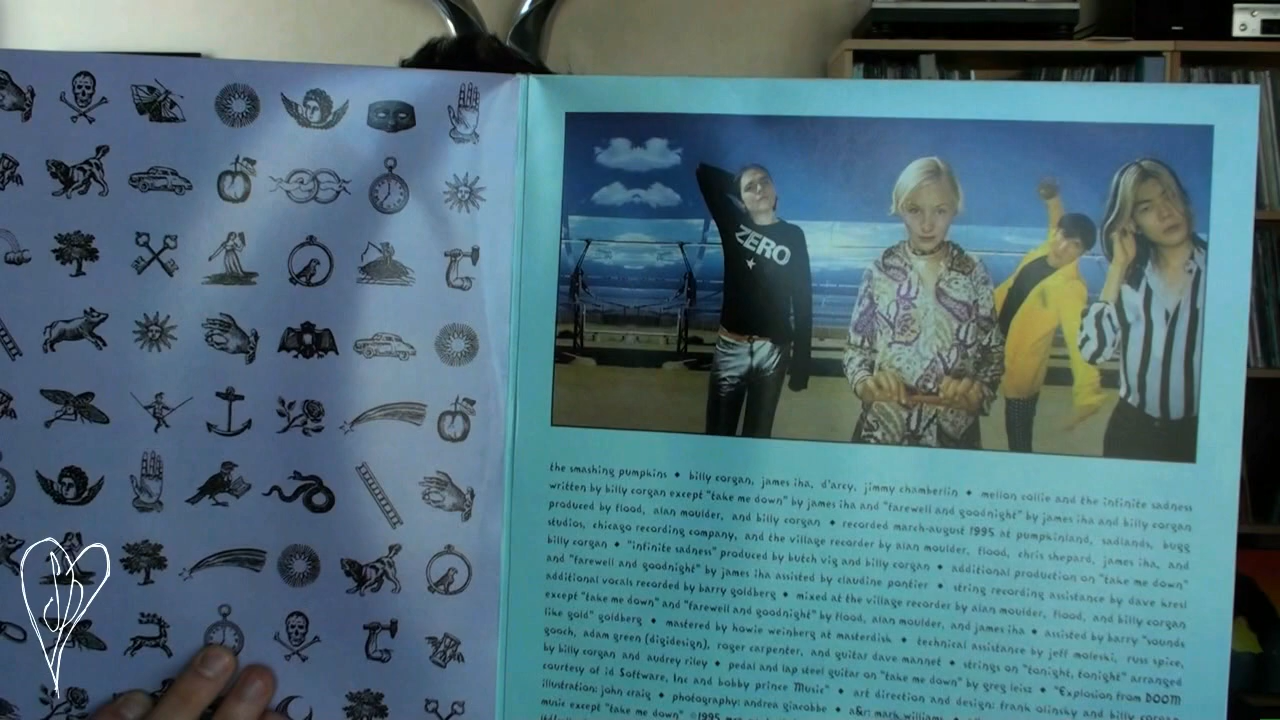 ZERO
the smashing pumpkins • billy corgan, james iha, d'arcy, jimmy chamberlin • mellon collie and the infinite sadness
written by billy corgan except "take me down" by james iha and "farewell and goodnight" by james iha and billy corgan
produced by flood, alan moulder, and billy corgan • recorded march-august 1995 at pumpkinland, sadlands, bugg
studios, chicago recording company, and the village recorder by alan moulder, flood, chris shepard, james iha, and
billy corgan • "infinite sadness" produced by butch vig and billy corgan • additional production on "take me down"
and "farewell and goodnight" by james iha assisted by claudine pontier • string recording assistance by dave kresl
additional vocals recorded by barry goldberg • mixed at the village recorder by alan moulder, flood, and billy corgan
except "take me down" and "farewell and goodnight" by flood, alan moulder, and james iha • assisted by barry "sounds
like gold" goldberg • mastered by howie weinberg at masterdisk • technical assistance by jeff moleski, russ spice,
gooch, adam green (digidesign), roger carpenter, and guitar dave mannet • strings on "tonight, tonight" arranged
by billy corgan and audrey riley • pedal and lap steel guitar on "take me down" by greg leisz • "Explosion from DOOM
courtesy of id Software, Inc and bobby prince Music" • art direction and design: frank olinsky and billy corgan
illustration: john craig • photography: andrea giacobbe • a&r: mark williams
music except "take me down" ©1995